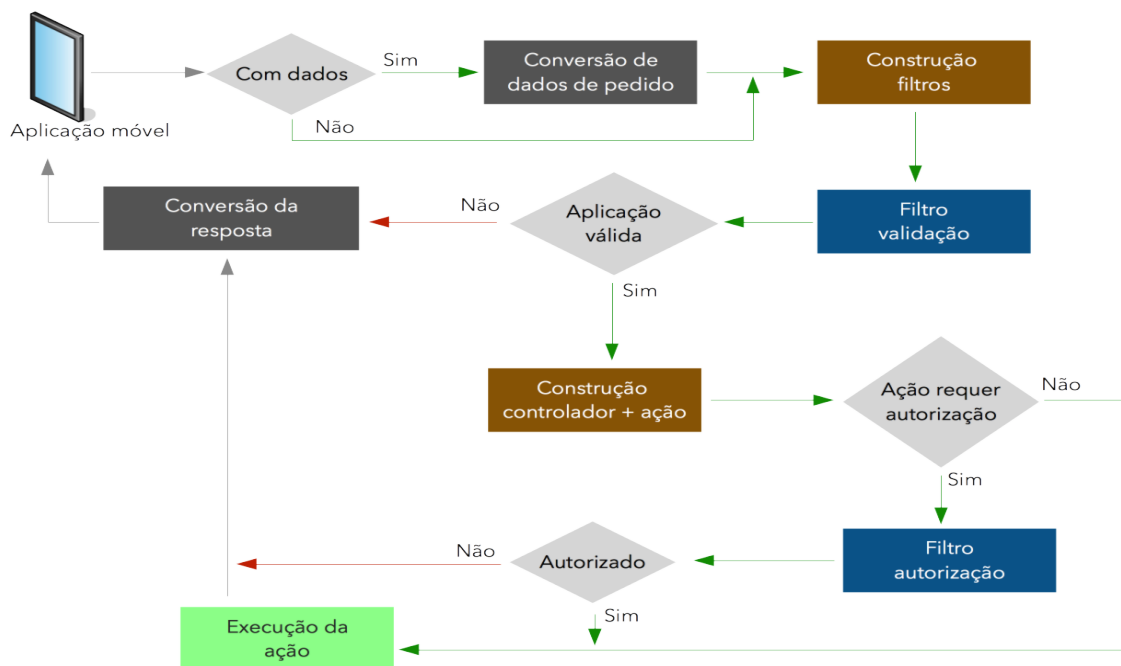 Com dados
Sim
Conversão de
dados de pedido
Construção
filtros
Não
Aplicação móvel
Conversão da
resposta
Não
Aplicação
válida
Filtro
validação
Sim
Construção
controlador + ação
Ação requer
autorização
Não
Sim
Não
Autorizado
Filtro
autorização
Sim
Execução da
ação